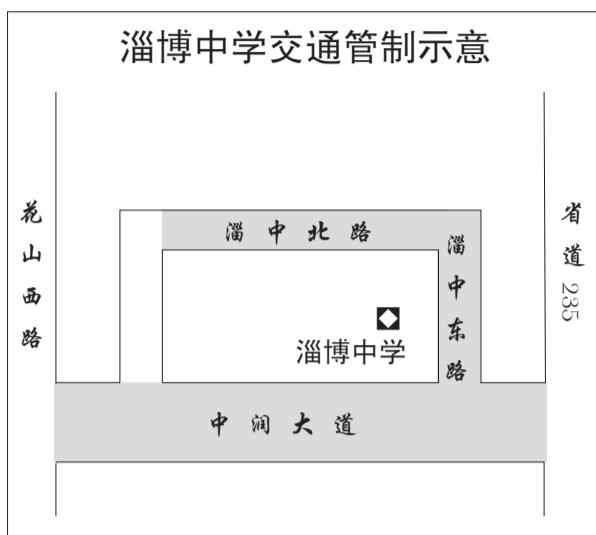 淄博中学交通管制示意
花山西路
淄中北路
淄中东路
省道235
淄博中学
中润大道